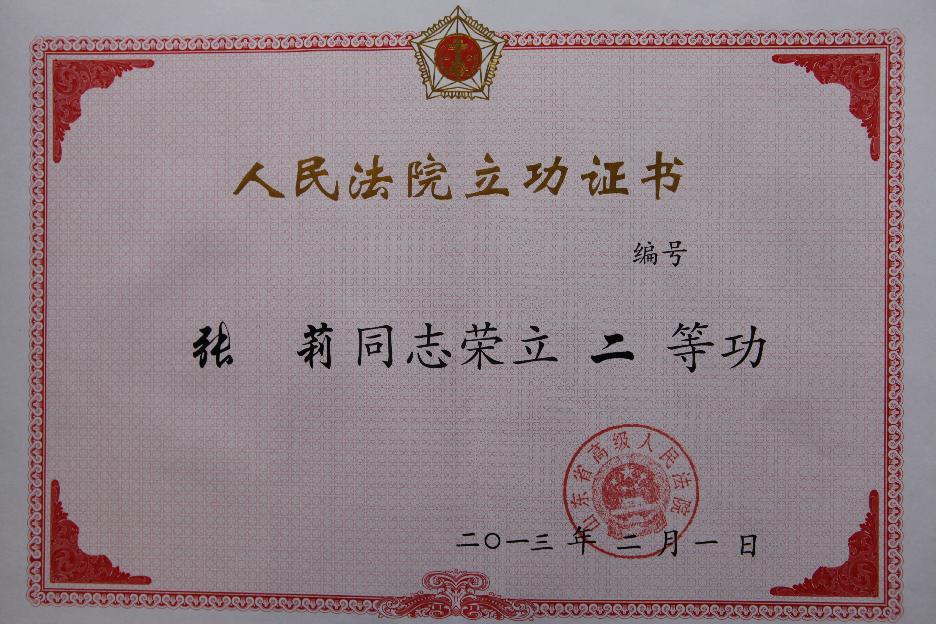 人民法院立功证书
编号
张 莉 同志荣立 二 等功
山东省高级人民法院
二〇一三 年 二 月 一 日